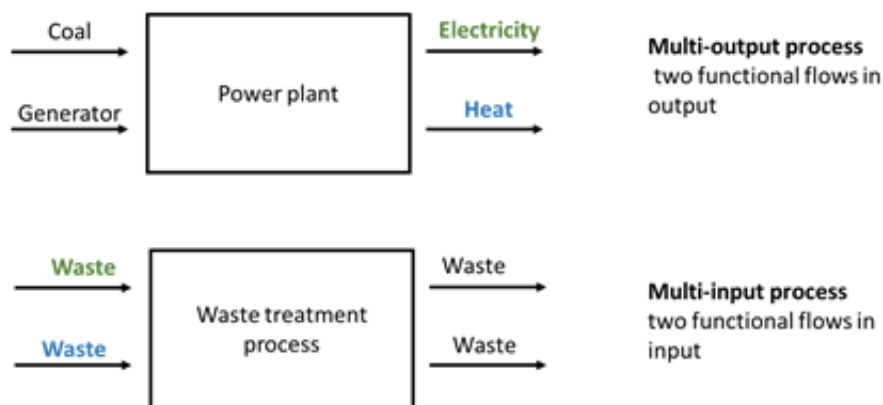 Coal
Generator
Power plant
Electricity
Heat
Multi-output process
two functional flows in
output
Waste
Waste
Waste treatment
process
Waste
Waste
Multi-input process
two functional flows in
input